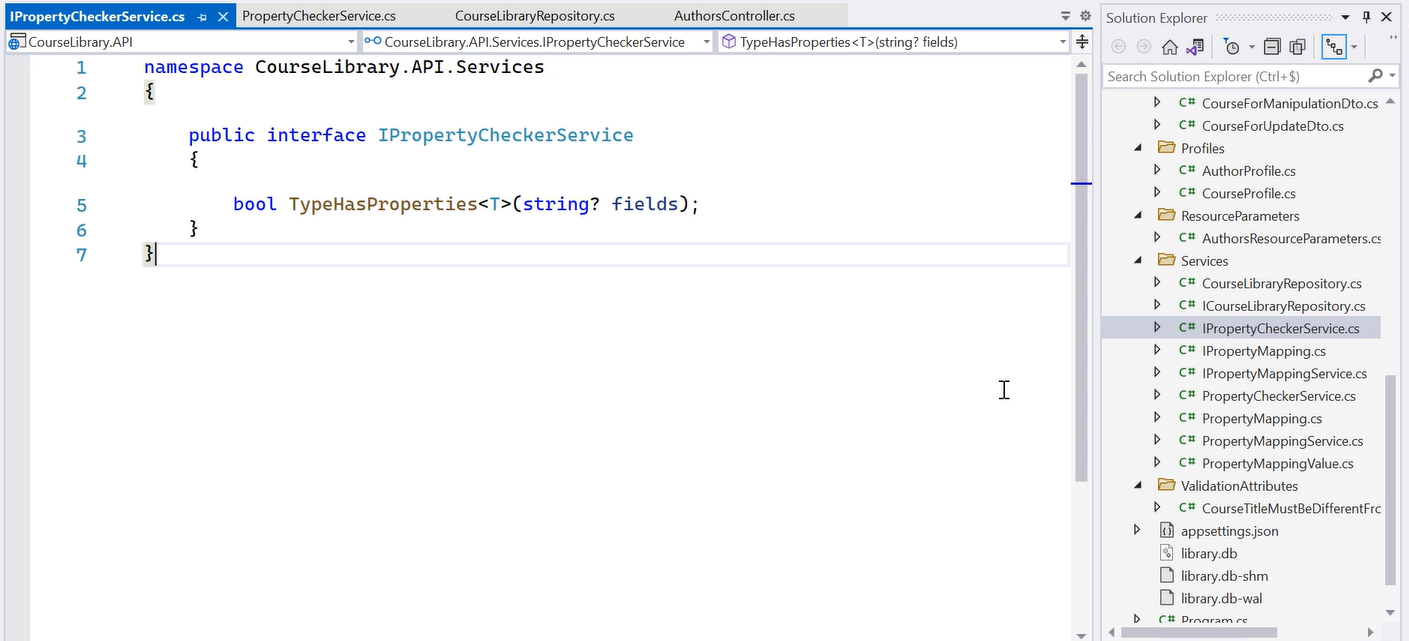 IPropertyCheckerService.cs PropertyCheckerService.cs CourseLibraryRepository.cs AuthorsController.cs
CourseLibrary.API CourseLibrary.API.Services.IPropertyCheckerService TypeHasProperties<T>(string? fields)
1 namespace CourseLibrary.API.Services
2 {
3 public interface IPropertyCheckerService
4 {
5 bool TypeHasProperties<T>(string? fields);
6 }
7 }
Solution Explorer
Search Solution Explorer (Ctrl+$)
C# CourseForManipulationDto.cs
C# CourseForUpdateDto.cs
Profiles
C# AuthorProfile.cs
C# CourseProfile.cs
ResourceParameters
C# AuthorsResourceParameters.cs
Services
C# CourseLibraryRepository.cs
C# ICourseLibraryRepository.cs
C# IPropertyCheckerService.cs
C# IPropertyMapping.cs
C# IPropertyMappingService.cs
C# PropertyCheckerService.cs
C# PropertyMapping.cs
C# PropertyMappingService.cs
C# PropertyMappingValue.cs
ValidationAttributes
C# CourseTitleMustBeDifferentFrc
appsettings.json
library.db
library.db-shm
library.db-wal
C# Program.cs